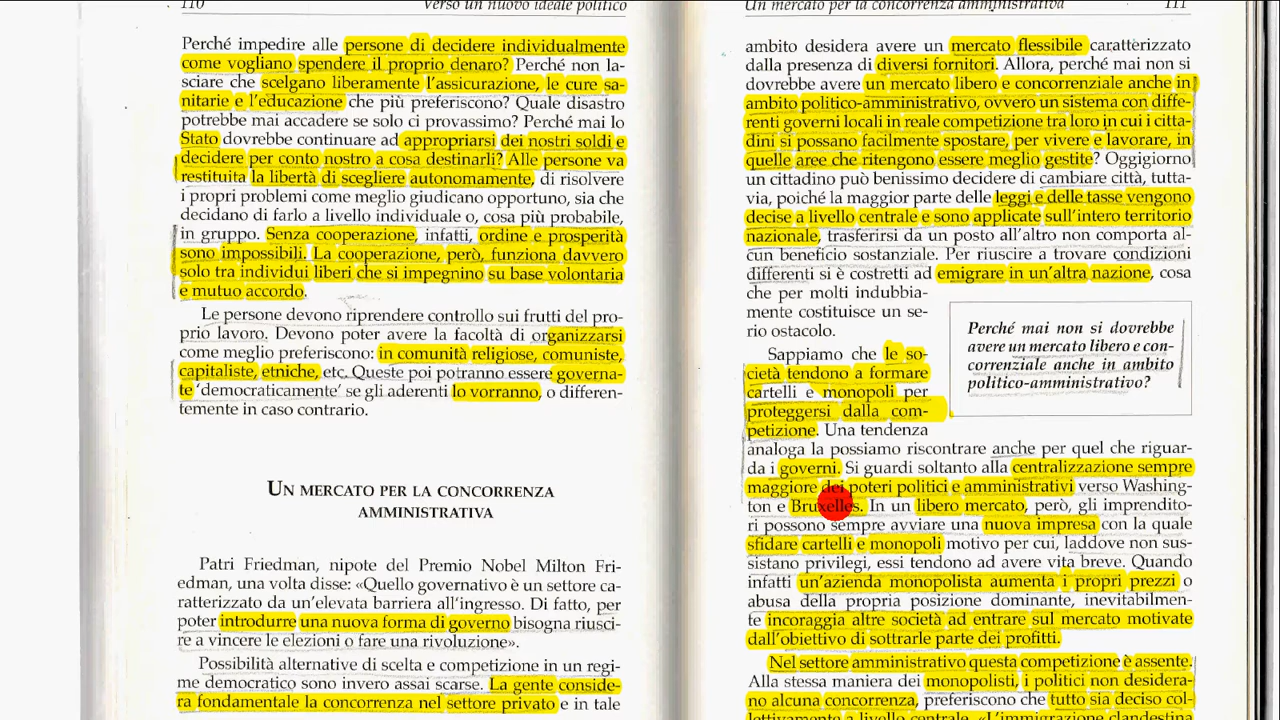 110 Verso un nuovo ideale politico
Perché impedire alle persone di decidere individualmente
come vogliano spendere il proprio denaro? Perché non la-
sciare che scelgano liberamente l'assicurazione, le cure sa-
nitarie e l'educazione che più preferiscono? Quale disastro
potrebbe mai accadere se solo ci provassimo? Perché mai lo
Stato dovrebbe continuare ad appropriarsi dei nostri soldi e
decidere per conto nostro a cosa destinarli? Alle persone va
restituita la libertà di scegliere autonomamente, di risolvere
i propri problemi come meglio giudicano opportuno, sia che
decidano di farlo a livello individuale o, cosa più probabile,
in gruppo. Senza cooperazione, infatti, ordine e prosperità
sono impossibili. La cooperazione, però, funziona davvero
solo tra individui liberi che si impegnino su base volontaria
e mutuo accordo.
Le persone devono riprendere controllo sui frutti del pro-
prio lavoro. Devono poter avere la facoltà di organizzarsi
come meglio preferiscono: in comunità religiose, comuniste,
capitaliste, etniche, etc. Queste poi potranno essere governa-
te 'democraticamente' se gli aderenti lo vorranno, o differen-
temente in caso contrario.
UN MERCATO PER LA CONCORRENZA
AMMINISTRATIVA
Patri Friedman, nipote del Premio Nobel Milton Fri-
edman, una volta disse: «Quello governativo è un settore ca-
ratterizzato da un'elevata barriera all'ingresso. Di fatto, per
poter introdurre una nuova forma di governo bisogna riusci-
re a vincere le elezioni o fare una rivoluzione».
Possibilità alternative di scelta e competizione in un regi-
me democratico sono invero assai scarse. La gente conside-
ra fondamentale la concorrenza nel settore privato e in tale
Un mercato per la concorrenza amministrativa 111
ambito desidera avere un mercato flessibile caratterizzato
dalla presenza di diversi fornitori. Allora, perché mai non si
dovrebbe avere un mercato libero e concorrenziale anche in
ambito politico-amministrativo, ovvero un sistema con diffe-
renti governi locali in reale competizione tra loro in cui i citta-
dini si possano facilmente spostare, per vivere e lavorare, in
quelle aree che ritengono essere meglio gestite? Oggigiorno
un cittadino può benissimo decidere di cambiare città, tutta-
via, poiché la maggior parte delle leggi e delle tasse vengono
decise a livello centrale e sono applicate sull'intero territorio
nazionale, trasferirsi da un posto all'altro non comporta al-
cun beneficio sostanziale. Per riuscire a trovare condizioni
differenti si è costretti ad emigrare in un'altra nazione, cosa
che per molti indubbia-
mente costituisce un se-
rio ostacolo.
Perché mai non si dovrebbe
avere un mercato libero e con-
correnziale anche in ambito
politico-amministrativo?
Sappiamo che le so-
cietà tendono a formare
cartelli e monopoli per
proteggersi dalla com-
petizione. Una tendenza
analoga la possiamo riscontrare anche per quel che riguar-
da i governi. Si guardi soltanto alla centralizzazione sempre
maggiore dei poteri politici e amministrativi verso Washing-
ton e Bruxelles. In un libero mercato, però, gli imprendito-
ri possono sempre avviare una nuova impresa con la quale
sfidare cartelli e monopoli motivo per cui, laddove non sus-
sistano privilegi, essi tendono ad avere vita breve. Quando
infatti un'azienda monopolista aumenta i propri prezzi o
abusa della propria posizione dominante, inevitabilmen-
te incoraggia altre società ad entrare sul mercato motivate
dall'obiettivo di sottrarle parte dei profitti.
Nel settore amministrativo questa competizione è assente.
Alla stessa maniera dei monopolisti, i politici non desidera-
no alcuna concorrenza, preferiscono che tutto sia deciso col-
lettivamente a livello centrale. «L'immigrazione clandestina